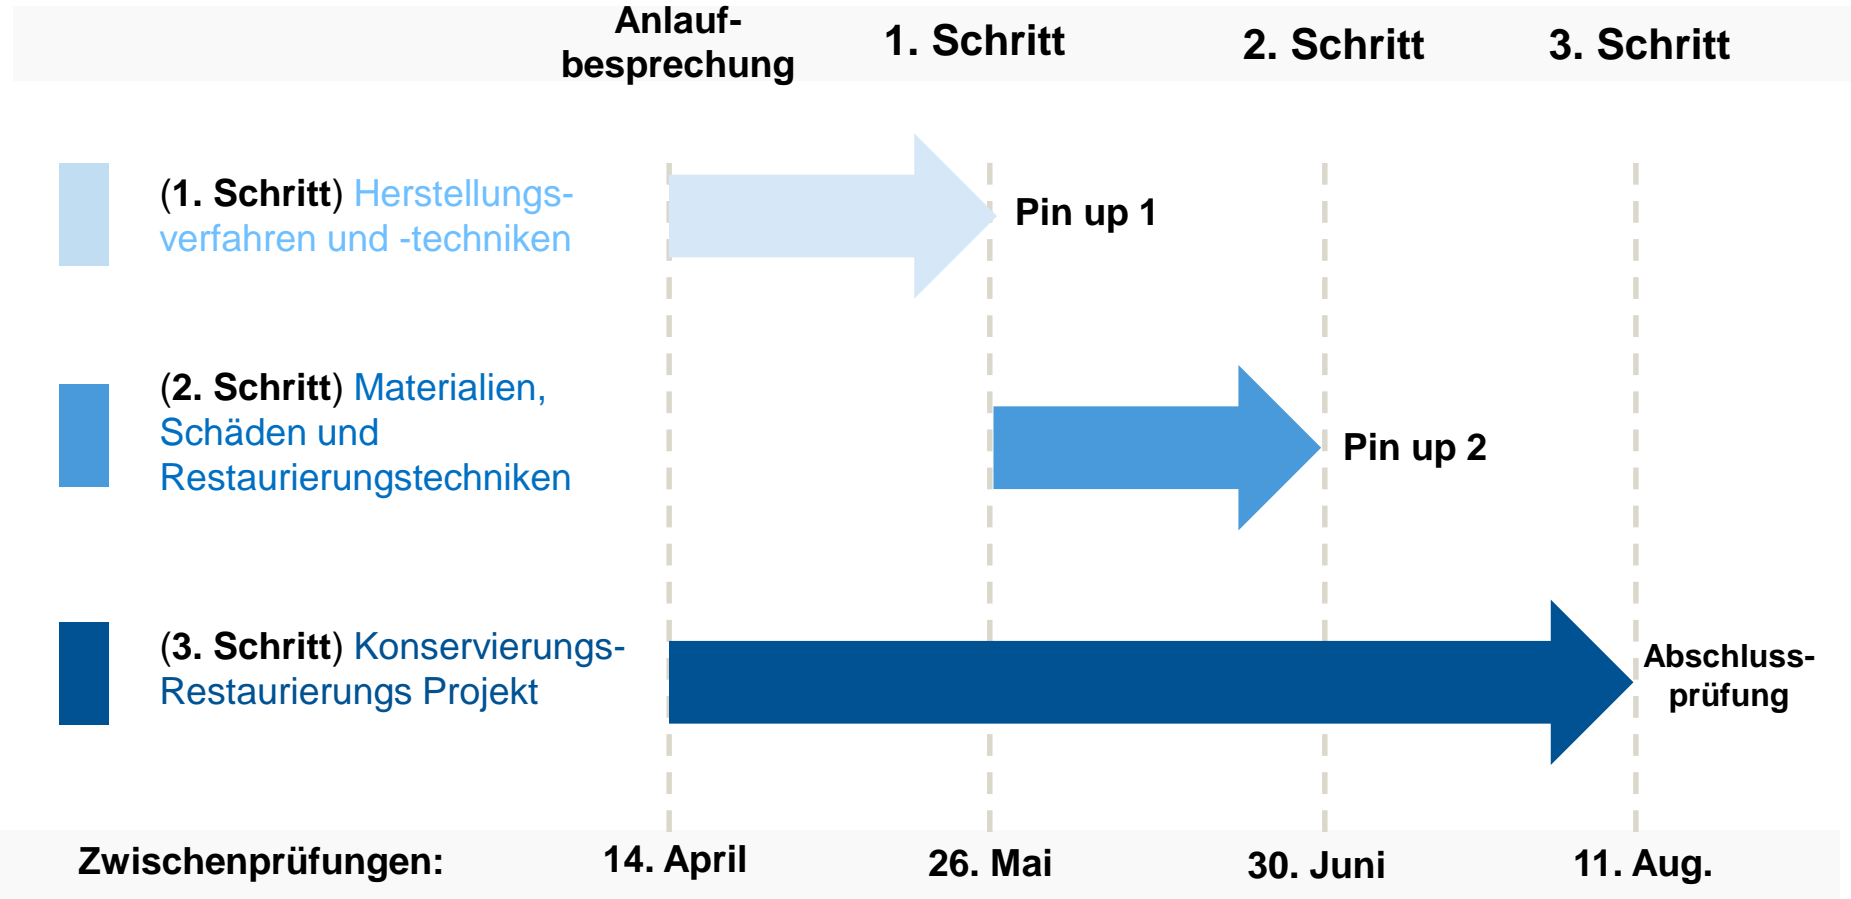 Anlauf-
besprechung
1. Schritt
2. Schritt
3. Schritt
(1. Schritt) Herstellungs-
verfahren und -techniken
Pin up 1
(2. Schritt) Materialien,
Schäden und
Restaurierungstechniken
Pin up 2
(3. Schritt) Konservierungs-
Restaurierungs Projekt
Abschluss-
prüfung
Zwischenprüfungen:
14. April
26. Mai
30. Juni
11. Aug.